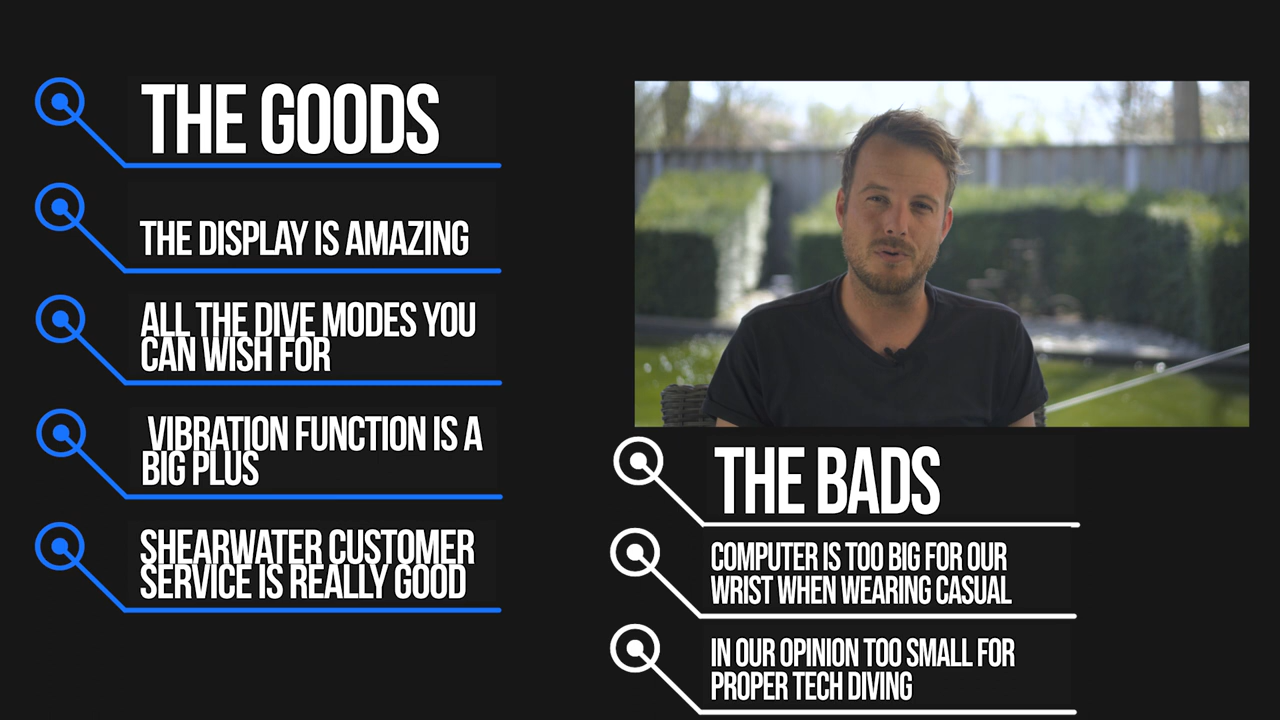 THE GOODS
THE DISPLAY IS AMAZING
ALL THE DIVE MODES YOU
CAN WISH FOR
VIBRATION FUNCTION IS A
BIG PLUS
SHEARWATER CUSTOMER
SERVICE IS REALLY GOOD
THE BADS
COMPUTER IS TOO BIG FOR OUR
WRIST WHEN WEARING CASUAL
IN OUR OPINION TOO SMALL FOR
PROPER TECH DIVING